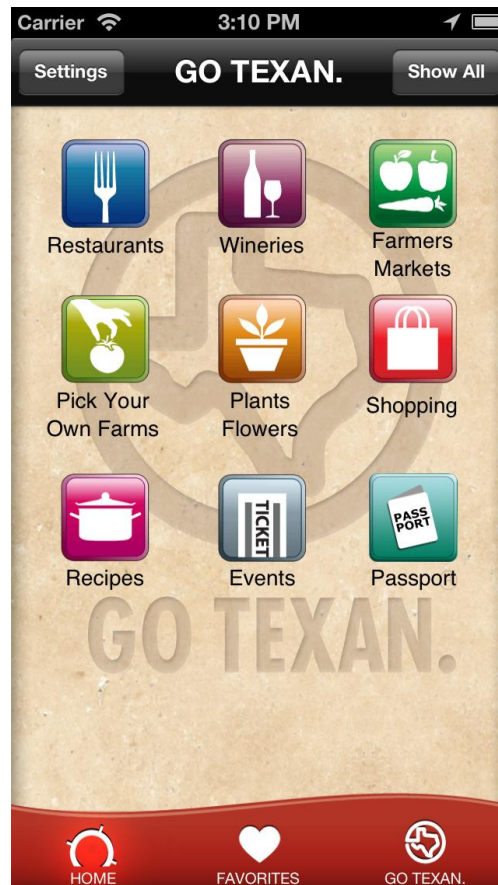 Carrier 3:10 PM
Settings GO TEXAN. Show All
Restaurants Wineries Farmers
Markets
Pick Your
Own Farms
Plants
Flowers
Shopping
TICKET
PASS
PORT
Recipes Events Passport
GO TEXAN.
HOME FAVORITES GO TEXAN.